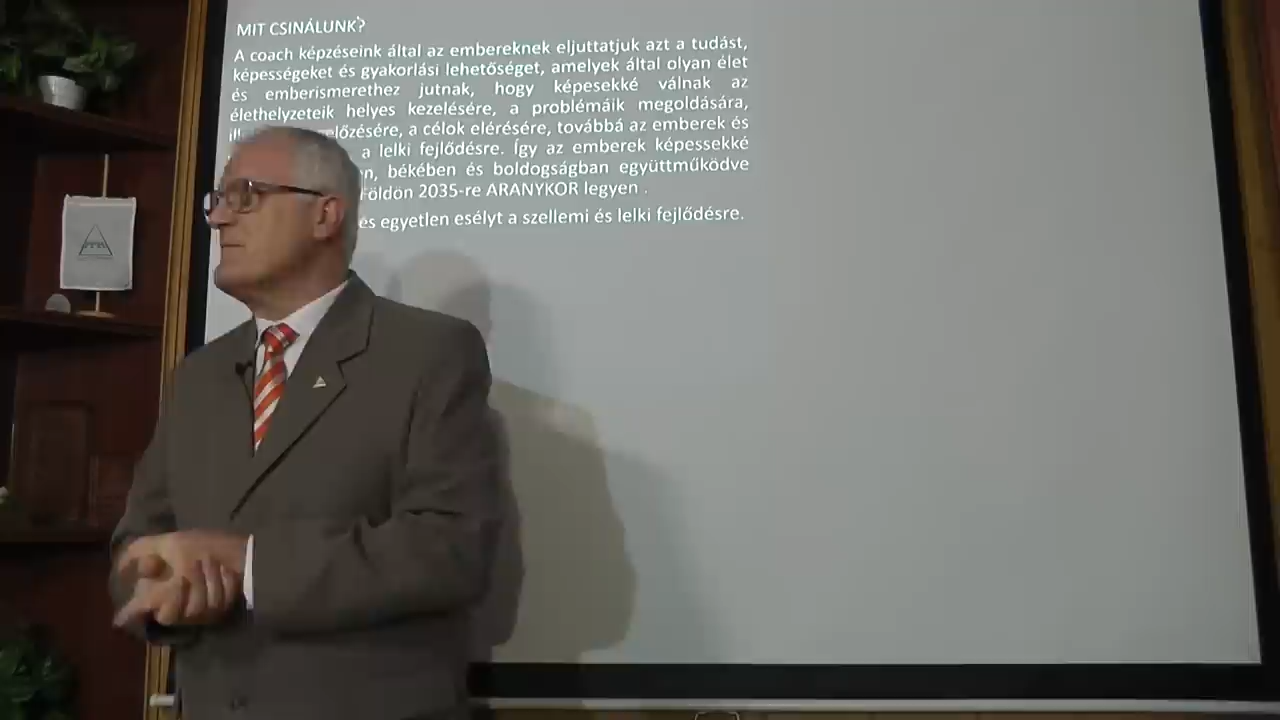 MIT CSINÁLUNK?
A coach képzéseink által az embereknek eljuttatjuk azt a tudást,
képességeket és gyakorlási lehetőséget, amelyek által olyan élet
és emberismerethez jutnak, hogy képesekké válnak az
élethelyzeteik helyes kezelésére, a problémáik megoldására,
a célok elérésére, továbbá az emberek és
a lelki fejlődésre. Így az emberek képessekké
békében és boldogságban együttműködve
2035-re ARANYKOR legyen .
egyetlen esélyt a szellemi és lelki fejlődésre.